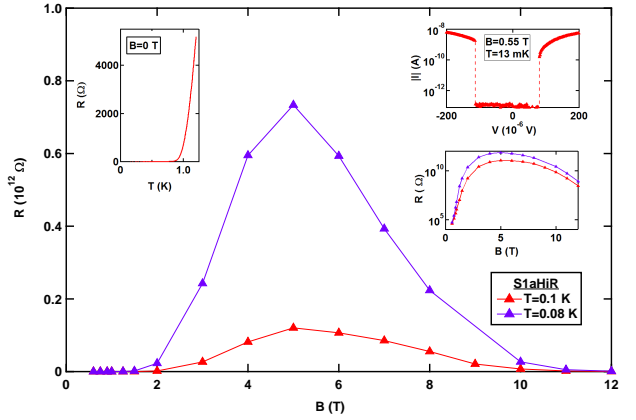 1.0
0.8
0.6
0.4
0.2
0
R (10^12 Ω)
0
2
4
6
8
10
12
B (T)
B=0 T
4000
2000
0
R (Ω)
0.0
1.0
T (K)
10^-8
10^-10
10^-13
|I| (A)
B=0.55 T
T=13 mK
-200
0
200
V (10^-6 V)
10^10
10^5
R (Ω)
0
5
10
B (T)
S1aHiR
T=0.1 K
T=0.08 K